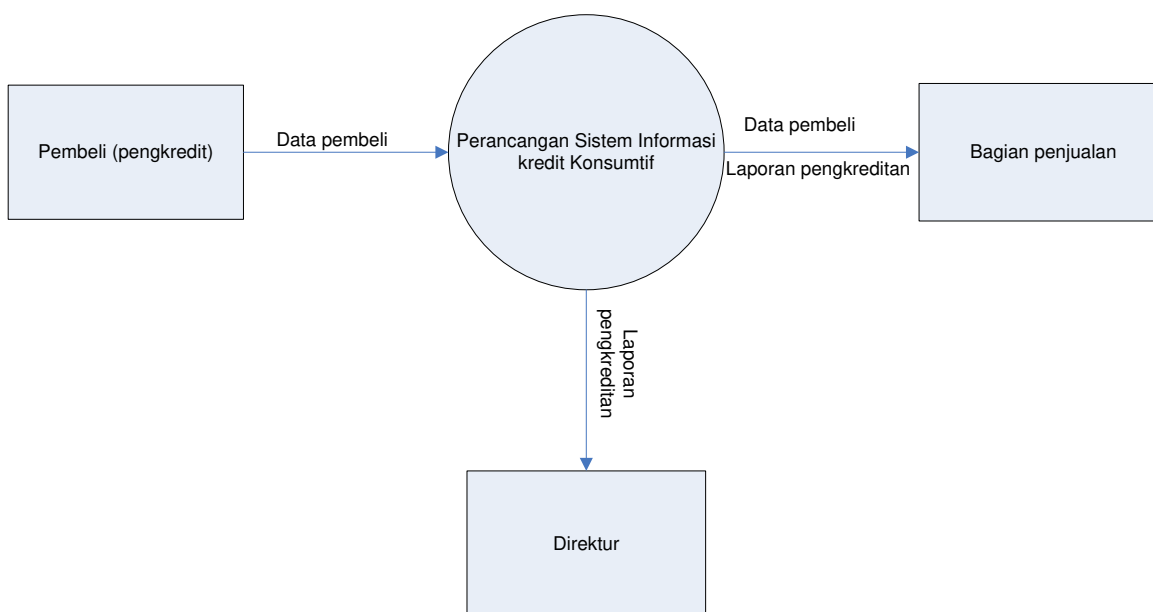 Pembeli (pengkredit)
Data pembeli
Perancangan Sistem Informasi
kredit Konsumtif
Data pembeli
Laporan pengkreditan
Bagian penjualan
Laporan
pengkreditan
Direktur